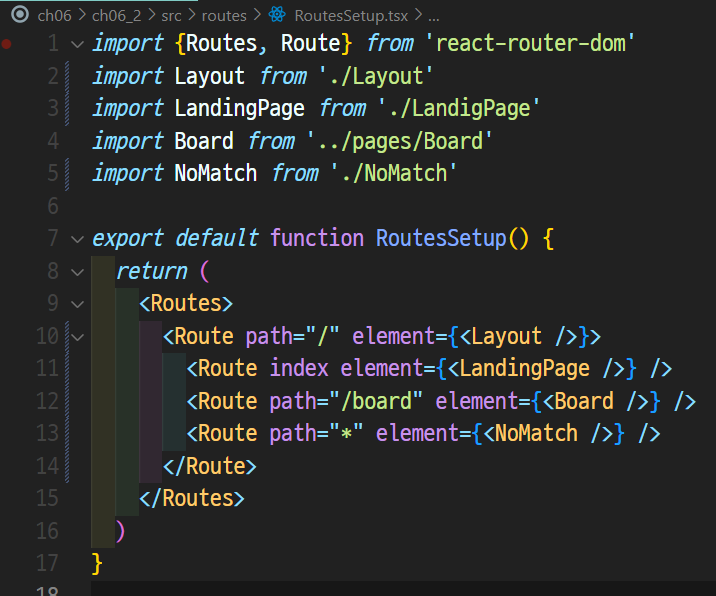 ch06 > ch06_2 > src > routes > RoutesSetup.tsx > ...
1 import {Routes, Route} from 'react-router-dom'
2 import Layout from './Layout'
3 import LandingPage from './LandigPage'
4 import Board from '../pages/Board'
5 import NoMatch from './NoMatch'
6
7 export default function RoutesSetup() {
8 return (
9 <Routes>
10 <Route path="/" element={<Layout />}>
11 <Route index element={<LandingPage />} />
12 <Route path="/board" element={<Board />} />
13 <Route path="*" element={<NoMatch />} />
14 </Route>
15 </Routes>
16 )
17 }
18